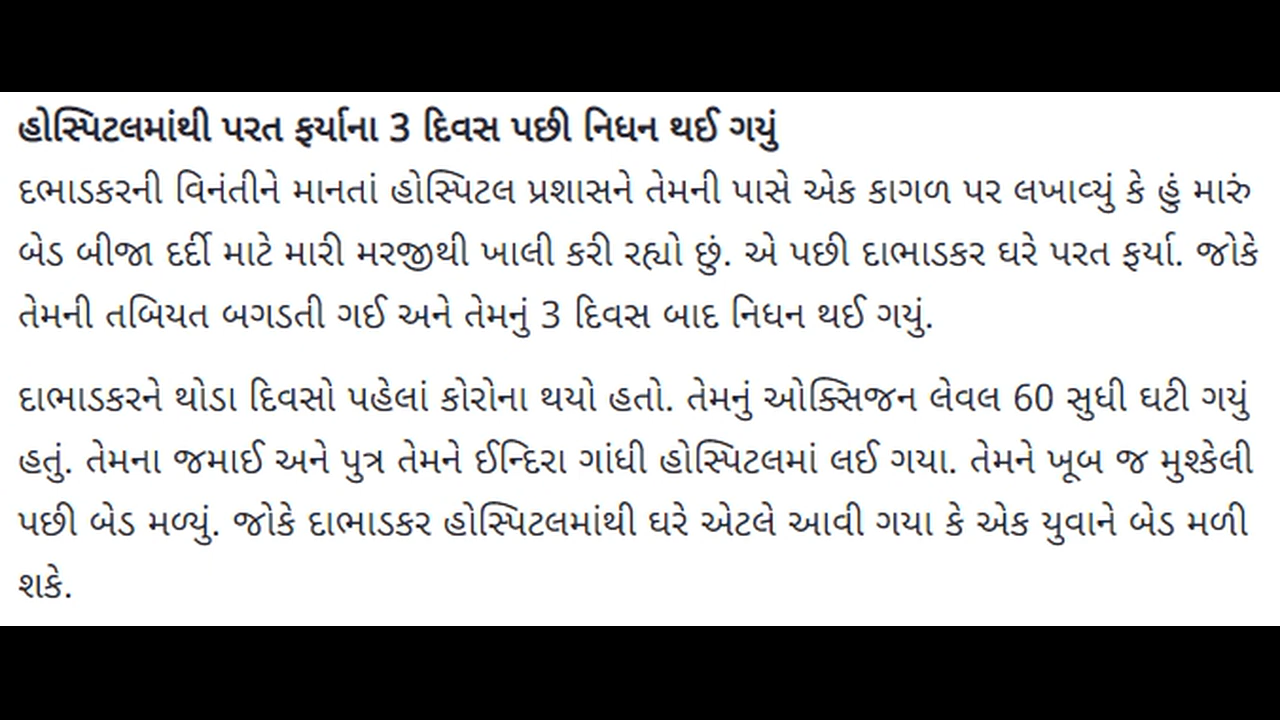 હોસ્પિટલમાંથી પરત ફર્યાના 3 દિવસ પછી નિધન થઈ ગયું
દભાડકરની વિનંતીને માનતાં હોસ્પિટલ પ્રશાસને તેમની પાસે એક કાગળ પર લખાવ્યું કે હું મારું
બેડ બીજા દર્દી માટે મારી મરજીથી ખાલી કરી રહ્યો છું. એ પછી દાભાડકર ઘરે પરત ફર્યા. જોકે
તેમની તબિયત બગડતી ગઈ અને તેમનું 3 દિવસ બાદ નિધન થઈ ગયું.
દાભાડકરને થોડા દિવસો પહેલાં કોરોના થયો હતો. તેમનું ઓક્સિજન લેવલ 60 સુધી ઘટી ગયું
હતું. તેમના જમાઈ અને પુત્ર તેમને ઈન્દિરા ગાંધી હોસ્પિટલમાં લઈ ગયા. તેમને ખૂબ જ મુશ્કેલી
પછી બેડ મળ્યું. જોકે દાભાડકર હોસ્પિટલમાંથી ઘરે એટલે આવી ગયા કે એક યુવાને બેડ મળી
શકે.